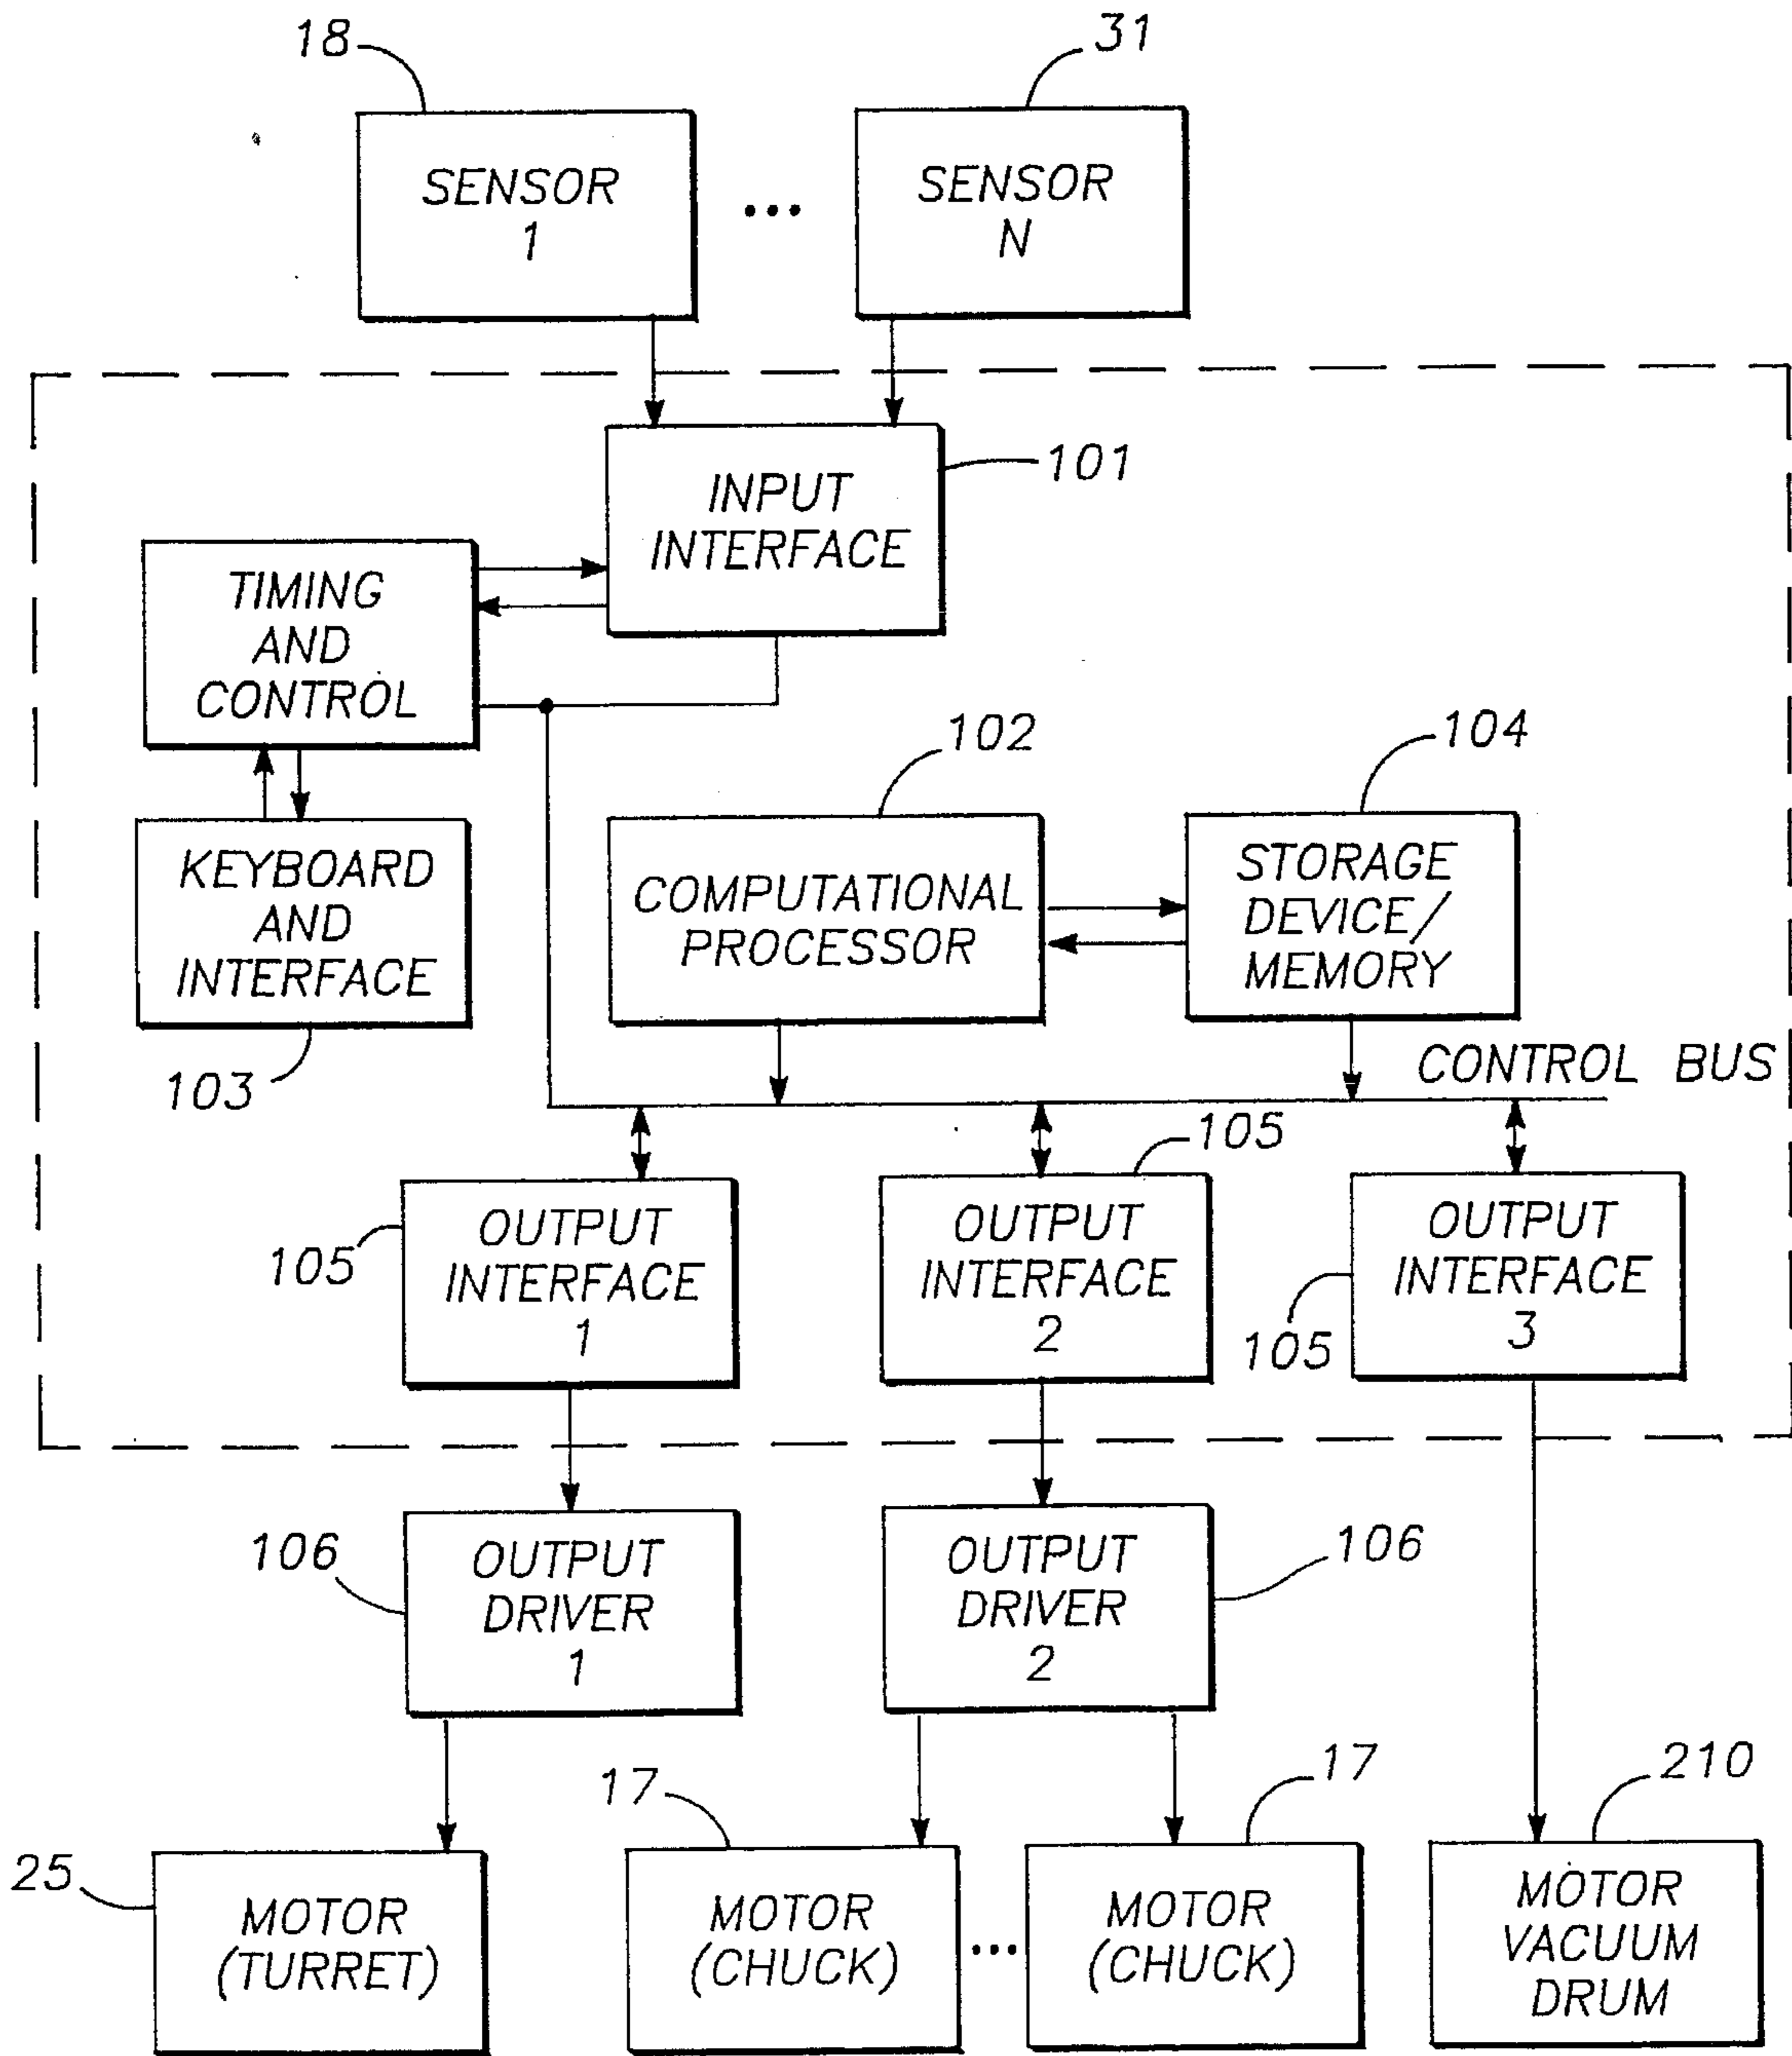 18
31
SENSOR
1
...
SENSOR
N
INPUT
INTERFACE
101
TIMING
AND
CONTROL
102
104
KEYBOARD
AND
INTERFACE
COMPUTATIONAL
PROCESSOR
STORAGE
DEVICE/
MEMORY
103
CONTROL BUS
105
OUTPUT
INTERFACE
1
105
OUTPUT
INTERFACE
2
105
OUTPUT
INTERFACE
3
106
OUTPUT
DRIVER
1
OUTPUT
DRIVER
2
106
17
17
210
25
MOTOR
(TURRET)
MOTOR
(CHUCK)
...
MOTOR
(CHUCK)
MOTOR
VACUUM
DRUM